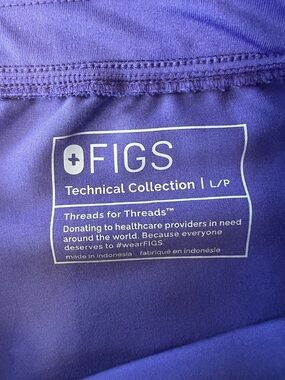 FIGS
Technical Collection | L/P
Threads for Threads™
Donating to healthcare providers in need
around the world. Because everyone
deserves to #wearFIGS
made in indonesia fabriqué en indonésie